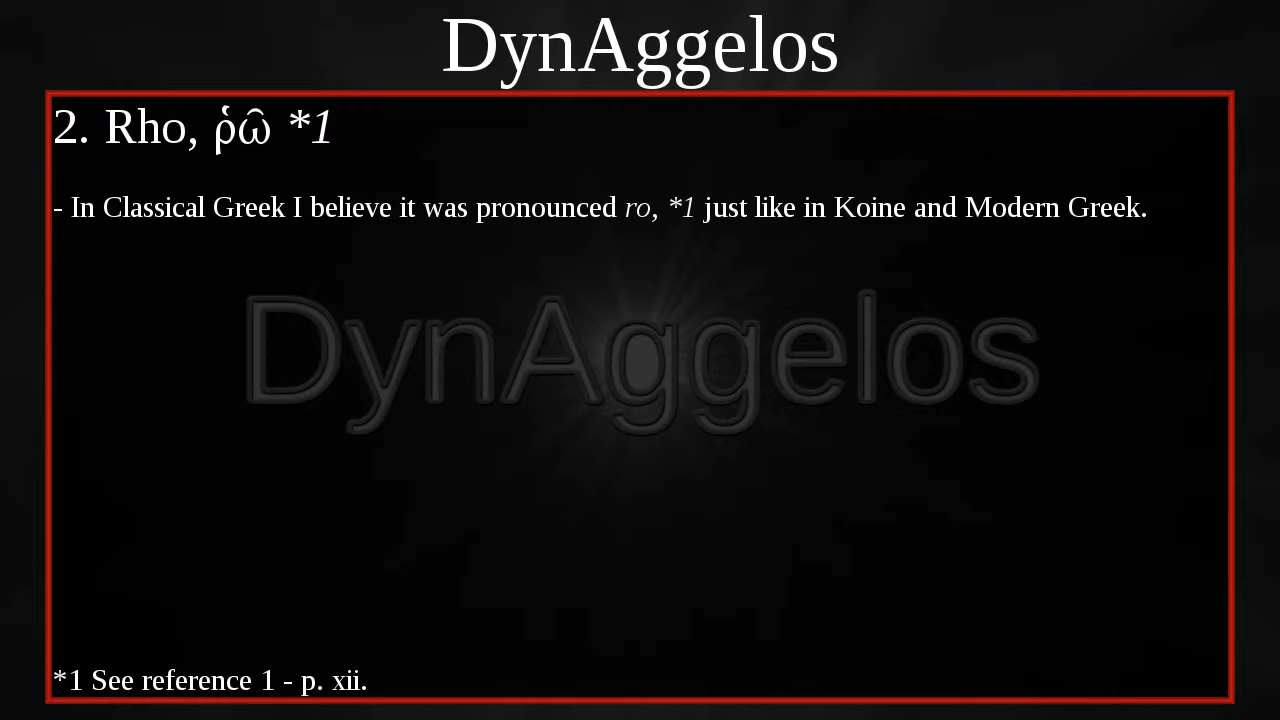 DynAggelos
2. Rho, ῥῶ *1
- In Classical Greek I believe it was pronounced ro, *1 just like in Koine and Modern Greek.
DynAggelos
*1 See reference 1 - p. xii.